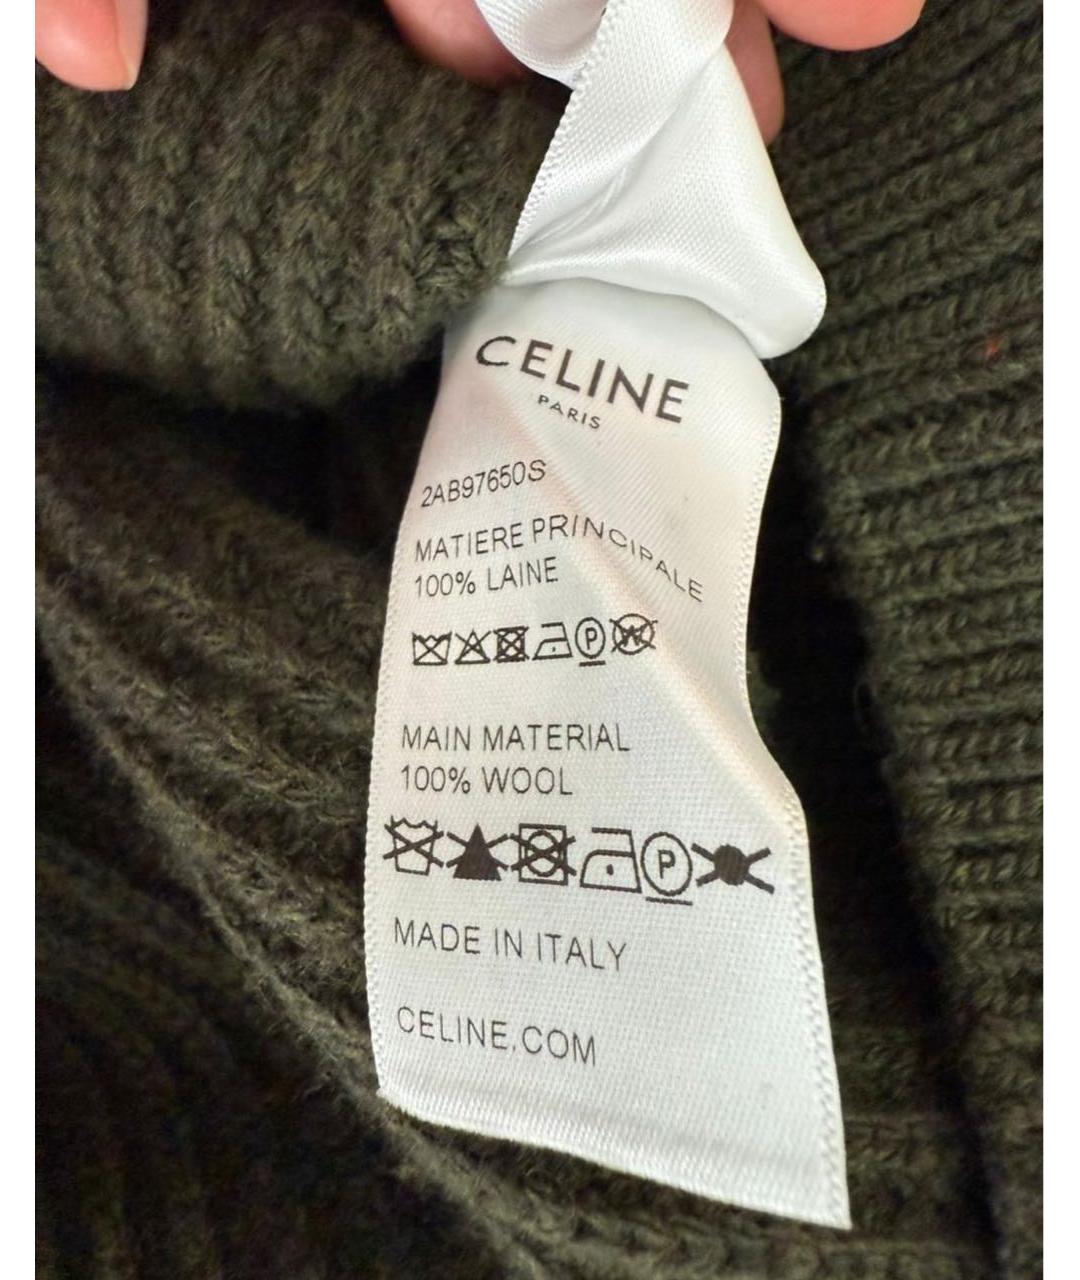 CELINE
PARIS
2AB97650S
MATIERE PRINCIPALE
100% LAINE
P W
MAIN MATERIAL
100% WOOL
P
MADE IN ITALY
CELINE.COM